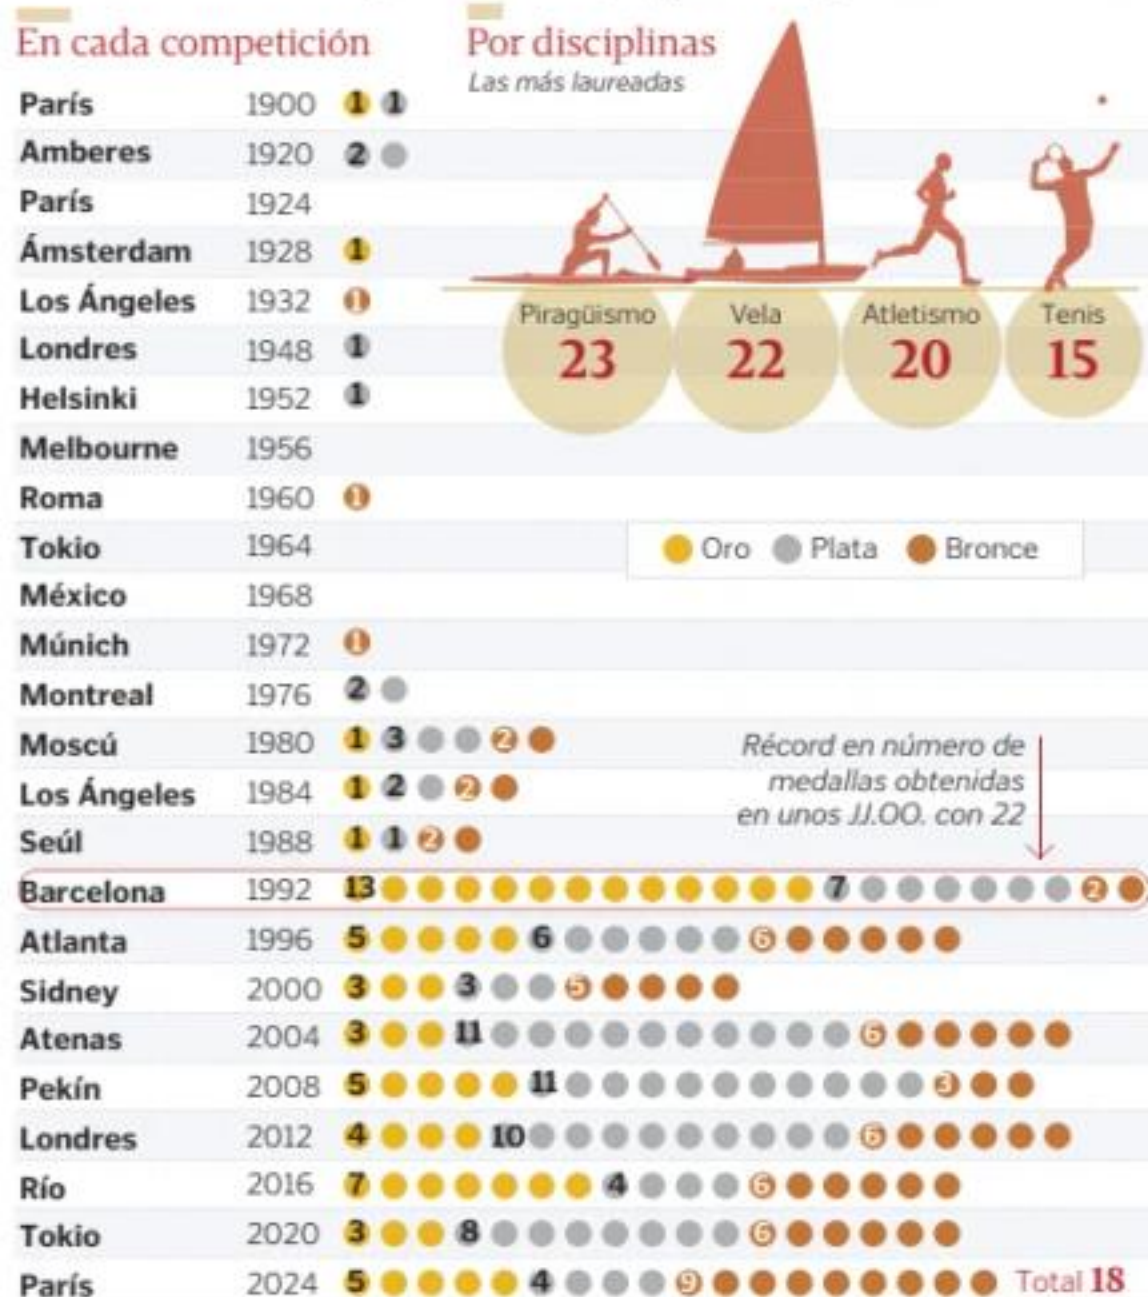 En cada competición
París 1900 1 1
Amberes 1920 2
París 1924
Ámsterdam 1928 1
Los Ángeles 1932 1
Londres 1948 1
Helsinki 1952 1
Melbourne 1956
Roma 1960 1
Tokio 1964
México 1968
Múnich 1972 1
Montreal 1976 2
Moscú 1980 1 3 2
Los Ángeles 1984 1 2 2
Seúl 1988 1 1 2
Barcelona 1992 13 7 2
Atlanta 1996 5 6 6
Sidney 2000 3 3 5
Atenas 2004 3 11 6
Pekín 2008 5 11 3
Londres 2012 4 10 6
Río 2016 7 4 6
Tokio 2020 3 8 6
París 2024 5 4 9 Total 18
Por disciplinas
Las más laureadas
Piragüismo
23
Vela
22
Atletismo
20
Tenis
15
Oro Plata Bronce
Récord en número de
medallas obtenidas
en unos JJ.OO. con 22